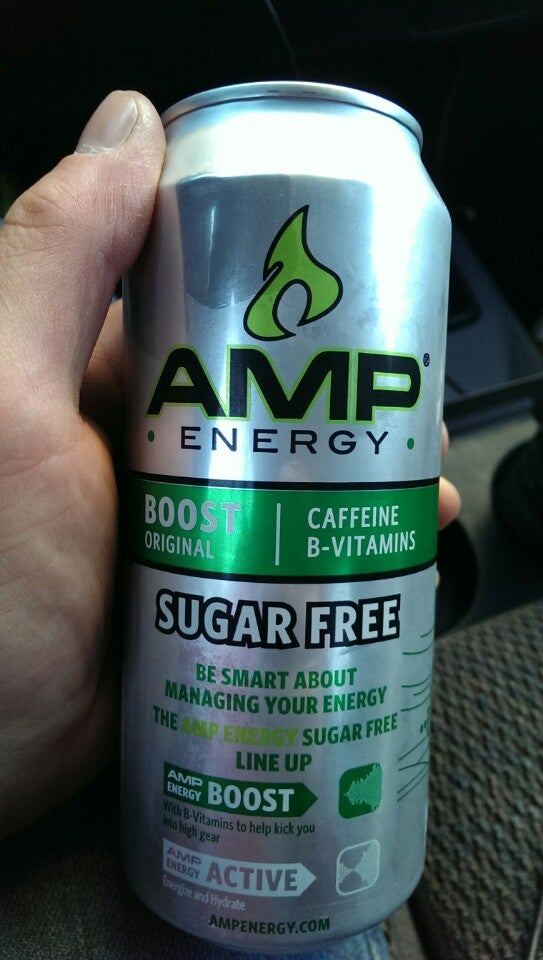 AMP®
• ENERGY •
BOOST
ORIGINAL
CAFFEINE
B-VITAMINS
SUGAR FREE
BE SMART ABOUT
MANAGING YOUR ENERGY
THE AMP ENERGY SUGAR FREE
LINE UP
AMP
ENERGY BOOST
With B-Vitamins to help kick you
into high gear
AMP
ENERGY ACTIVE
Energize and Hydrate
AMPENERGY.COM